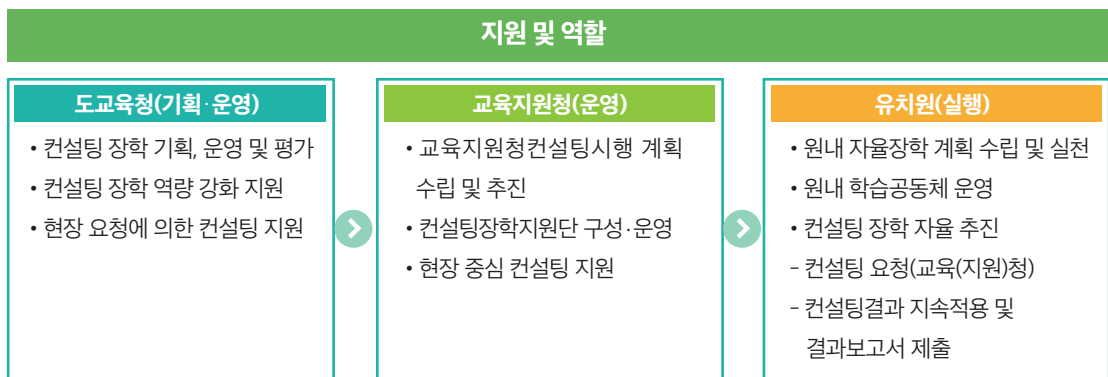 지원 및 역할
도교육청(기획·운영)
• 컨설팅 장학 기획, 운영 및 평가
• 컨설팅 장학 역량 강화 지원
• 현장 요청에 의한 컨설팅 지원
교육지원청(운영)
• 교육지원청컨설팅시행 계획
수립 및 추진
• 컨설팅장학지원단 구성·운영
• 현장 중심 컨설팅 지원
유치원(실행)
• 원내 자율장학 계획 수립 및 실천
• 원내 학습공동체 운영
• 컨설팅 장학 자율 추진
- 컨설팅 요청(교육(지원)청)
- 컨설팅결과 지속적용 및
결과보고서 제출